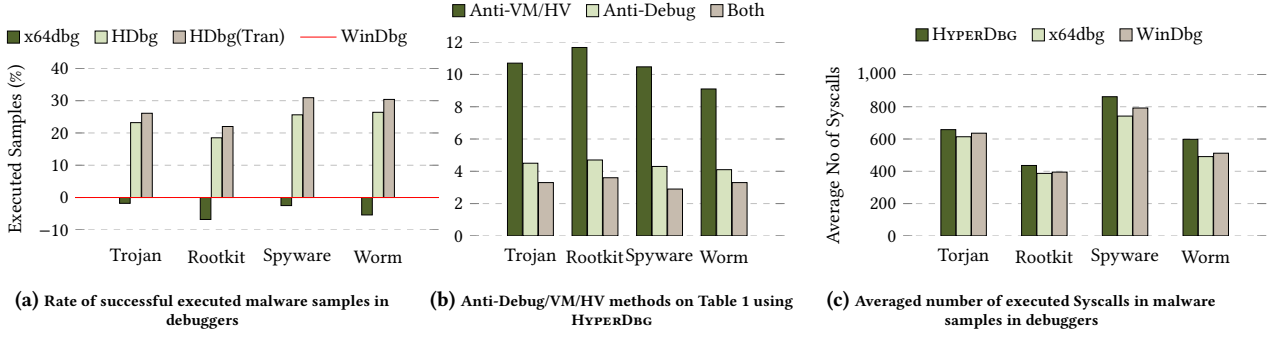 x64dbg HDbg HDbg(Tran) WinDbg
Executed Samples (%)
40
30
20
10
0
−10
Trojan Rootkit Spyware Worm
(a) Rate of successful executed malware samples in
debuggers
Anti-VM/HV Anti-Debug Both
12
10
8
6
4
2
0
Trojan Rootkit Spyware Worm
(b) Anti-Debug/VM/HV methods on Table 1 using
HYPERDBG
HYPERDBG x64dbg WinDbg
Average No of Syscalls
1,000
800
600
400
200
0
Torjan Rootkit Spyware Worm
(c) Averaged number of executed Syscalls in malware
samples in debuggers